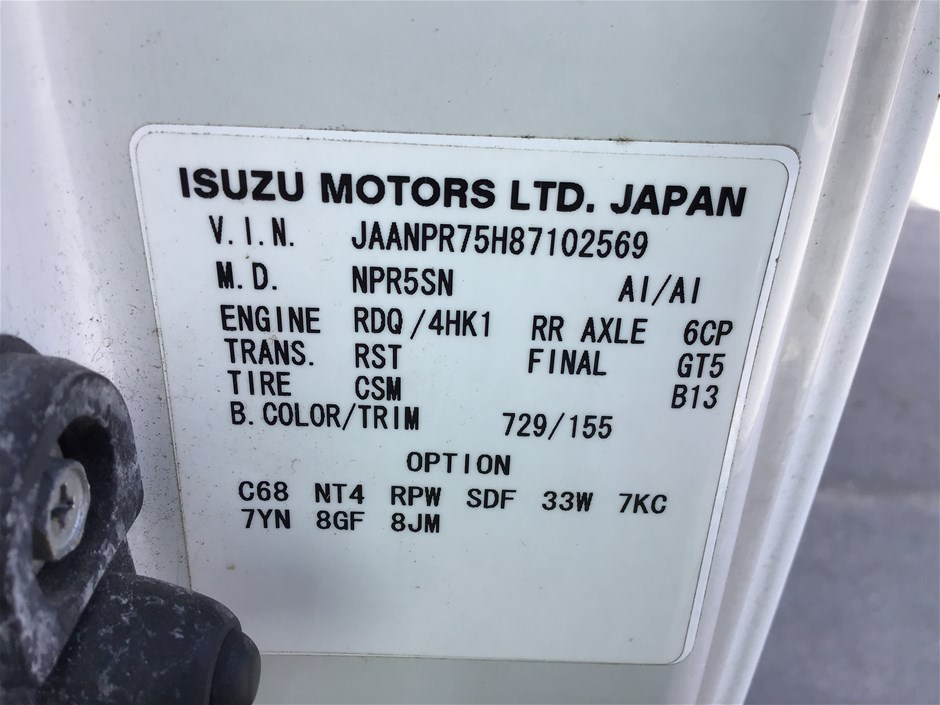 ISUZU MOTORS LTD. JAPAN
V.I.N. JAANPR75H87102569
M.D. NPR5SN AI/AI
ENGINE RDQ/4HK1 RR AXLE 6CP
TRANS. RST FINAL GT5
TIRE CSM B13
B.COLOR/TRIM 729/155
OPTION
C68 NT4 RPW SDF 33W 7KC
7YN 8GF 8JM